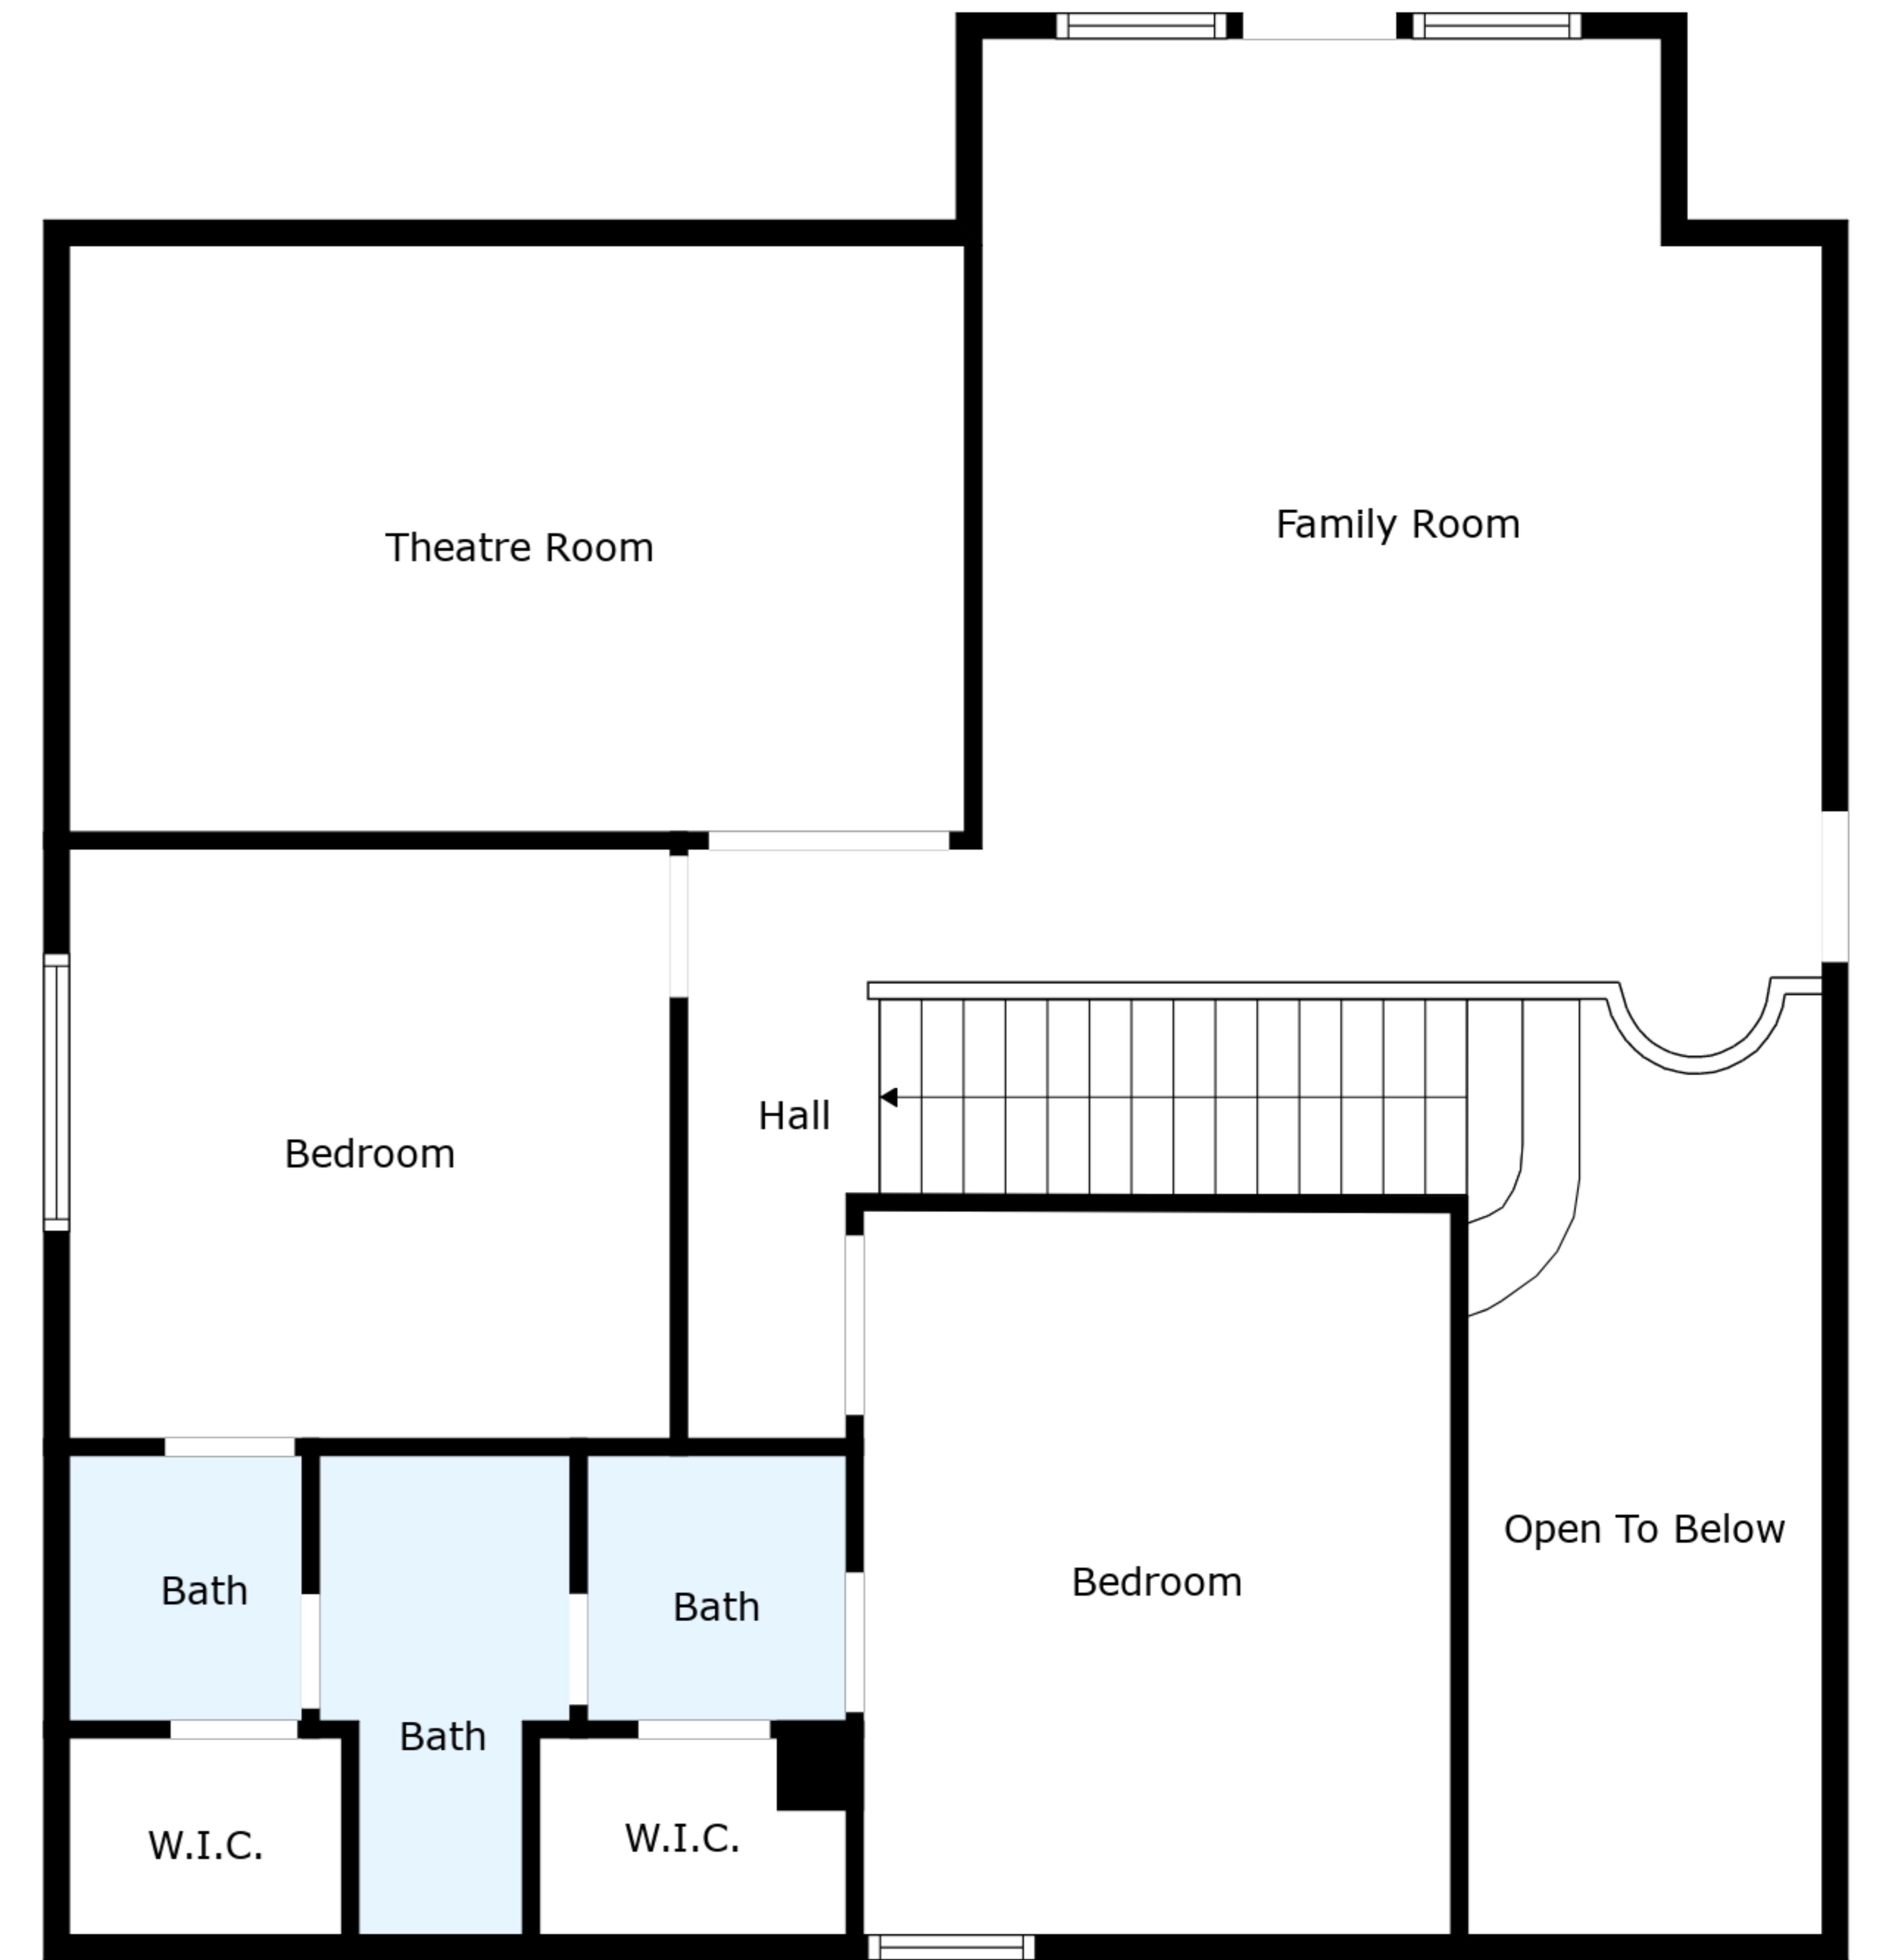 Family Room
Theatre Room
Hall
Bedroom
Open To Below
Bedroom
Bath
Bath
Bath
W.I.C.
W.I.C.